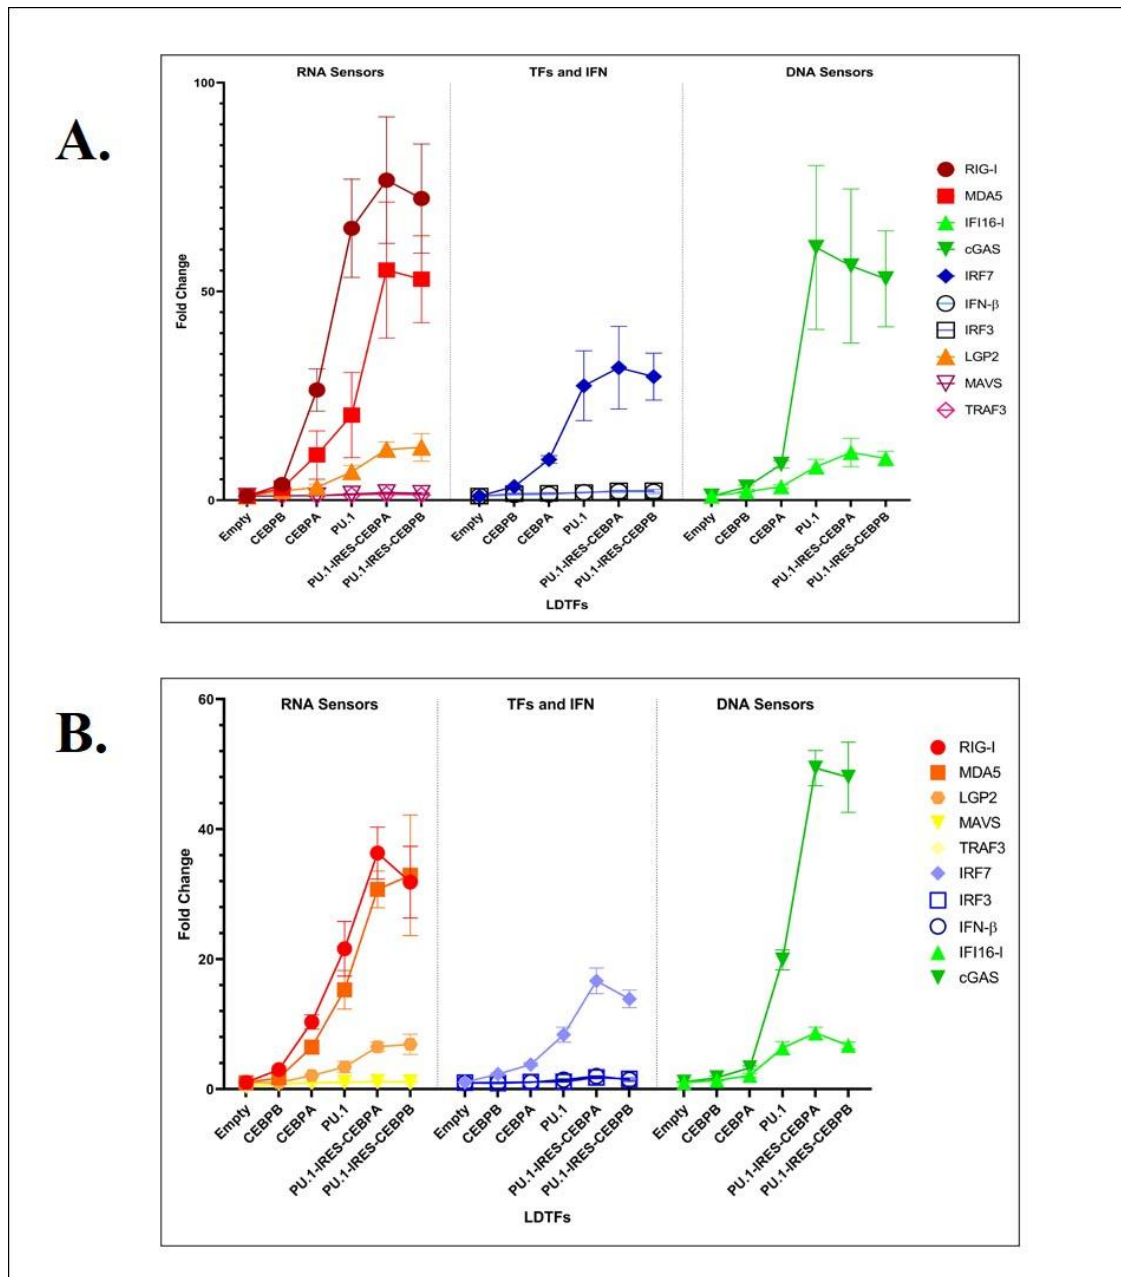 A.
RNA Sensors
TFs and IFN
DNA Sensors
100
50
0
Fold Change
Empty
CEBPB
CEBPA
PU.1
PU.1-IRES-CEBPA
PU.1-IRES-CEBPB
Empty
CEBPB
CEBPA
PU.1
PU.1-IRES-CEBPA
PU.1-IRES-CEBPB
Empty
CEBPB
CEBPA
PU.1
PU.1-IRES-CEBPA
PU.1-IRES-CEBPB
LDTFs
RIG-I
MDA5
IFI16-I
cGAS
IRF7
IFN-β
IRF3
LGP2
MAVS
TRAF3
B.
RNA Sensors
TFs and IFN
DNA Sensors
60
40
20
0
Fold Change
Empty
CEBPB
CEBPA
PU.1
PU.1-IRES-CEBPA
PU.1-IRES-CEBPB
Empty
CEBPB
CEBPA
PU.1
PU.1-IRES-CEBPA
PU.1-IRES-CEBPB
Empty
CEBPB
CEBPA
PU.1
PU.1-IRES-CEBPA
PU.1-IRES-CEBPB
LDTFs
RIG-I
MDA5
LGP2
MAVS
TRAF3
IRF7
IRF3
IFN-β
IFI16-I
cGAS